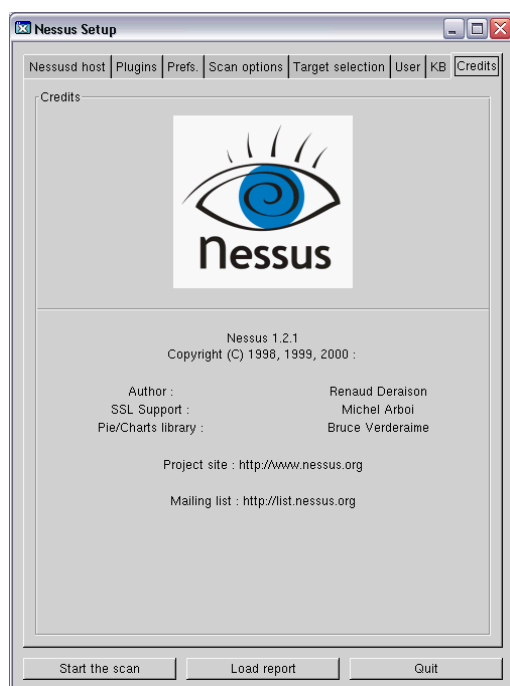 Nessus Setup
Nessusd host Plugins Prefs. Scan options Target selection User KB Credits
Credits
Nessus
Nessus 1.2.1
Copyright (C) 1998, 1999, 2000 :
Author : Renaud Deraison
SSL Support : Michel Arboi
Pie/Charts library : Bruce Verderaime
Project site : http://www.nessus.org
Mailing list : http://list.nessus.org
Start the scan Load report Quit